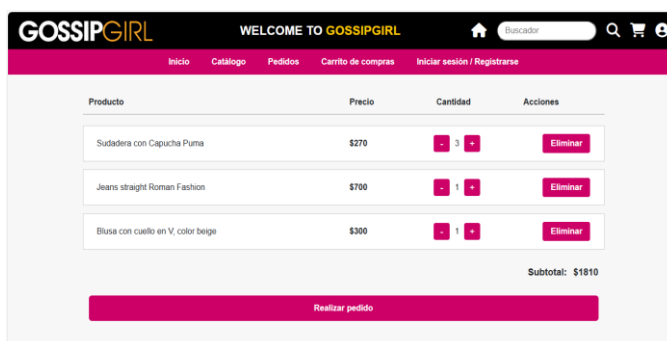 GOSSIPGIRL WELCOME TO GOSSIPGIRL Buscador
Inicio Catálogo Pedidos Carrito de compras Iniciar sesión / Registrarse
Producto Precio Cantidad Acciones
Sudadera con Capucha Puma $270 - 3 + Eliminar
Jeans straight Roman Fashion $700 - 1 + Eliminar
Blusa con cuello en V, color beige $300 - 1 + Eliminar
Subtotal: $1810
Realizar pedido